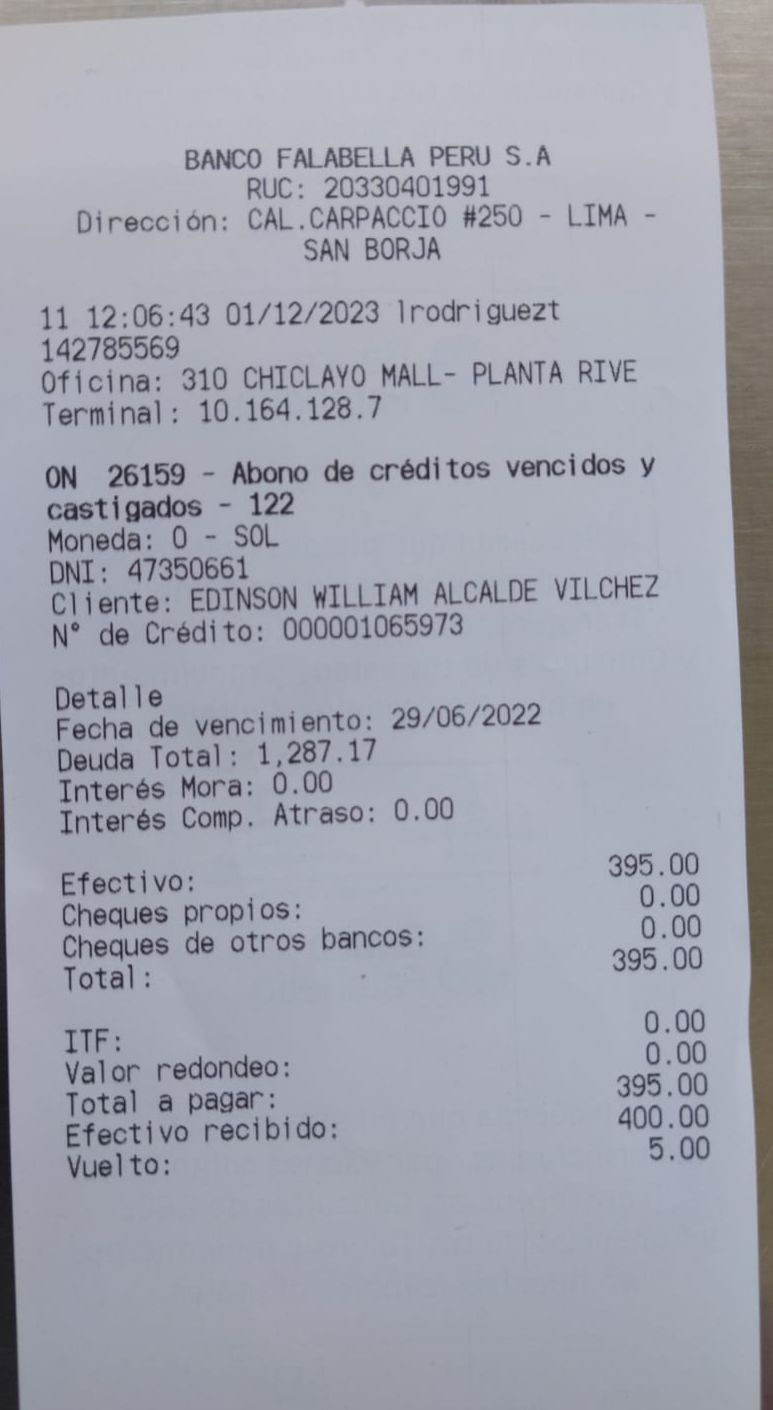 BANCO FALABELLA PERU S.A
RUC: 20330401991
Dirección: CAL.CARPACCIO #250 - LIMA -
SAN BORJA
11 12:06:43 01/12/2023 lrodriguezt
142785569
Oficina: 310 CHICLAYO MALL- PLANTA RIVE
Terminal: 10.164.128.7
ON 26159 - Abono de créditos vencidos y
castigados - 122
Moneda: 0 - SOL
DNI: 47350661
Cliente: EDINSON WILLIAM ALCALDE VILCHEZ
N° de Crédito: 000001065973
Detalle
Fecha de vencimiento: 29/06/2022
Deuda Total: 1,287.17
Interés Mora: 0.00
Interés Comp. Atraso: 0.00
Efectivo: 395.00
Cheques propios: 0.00
Cheques de otros bancos: 0.00
Total: 395.00
ITF: 0.00
Valor redondeo: 0.00
Total a pagar: 395.00
Efectivo recibido: 400.00
Vuelto: 5.00